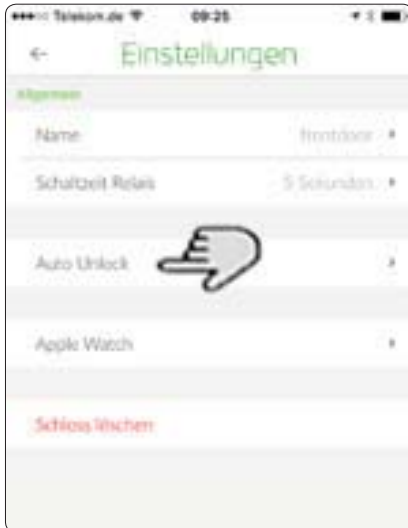 Telekom.de 09:25
← Einstellungen
Allgemein
Name frontdoor
Schaltzeit Relais 5 Sekunden
Auto Unlock
Apple Watch
Schloss löschen